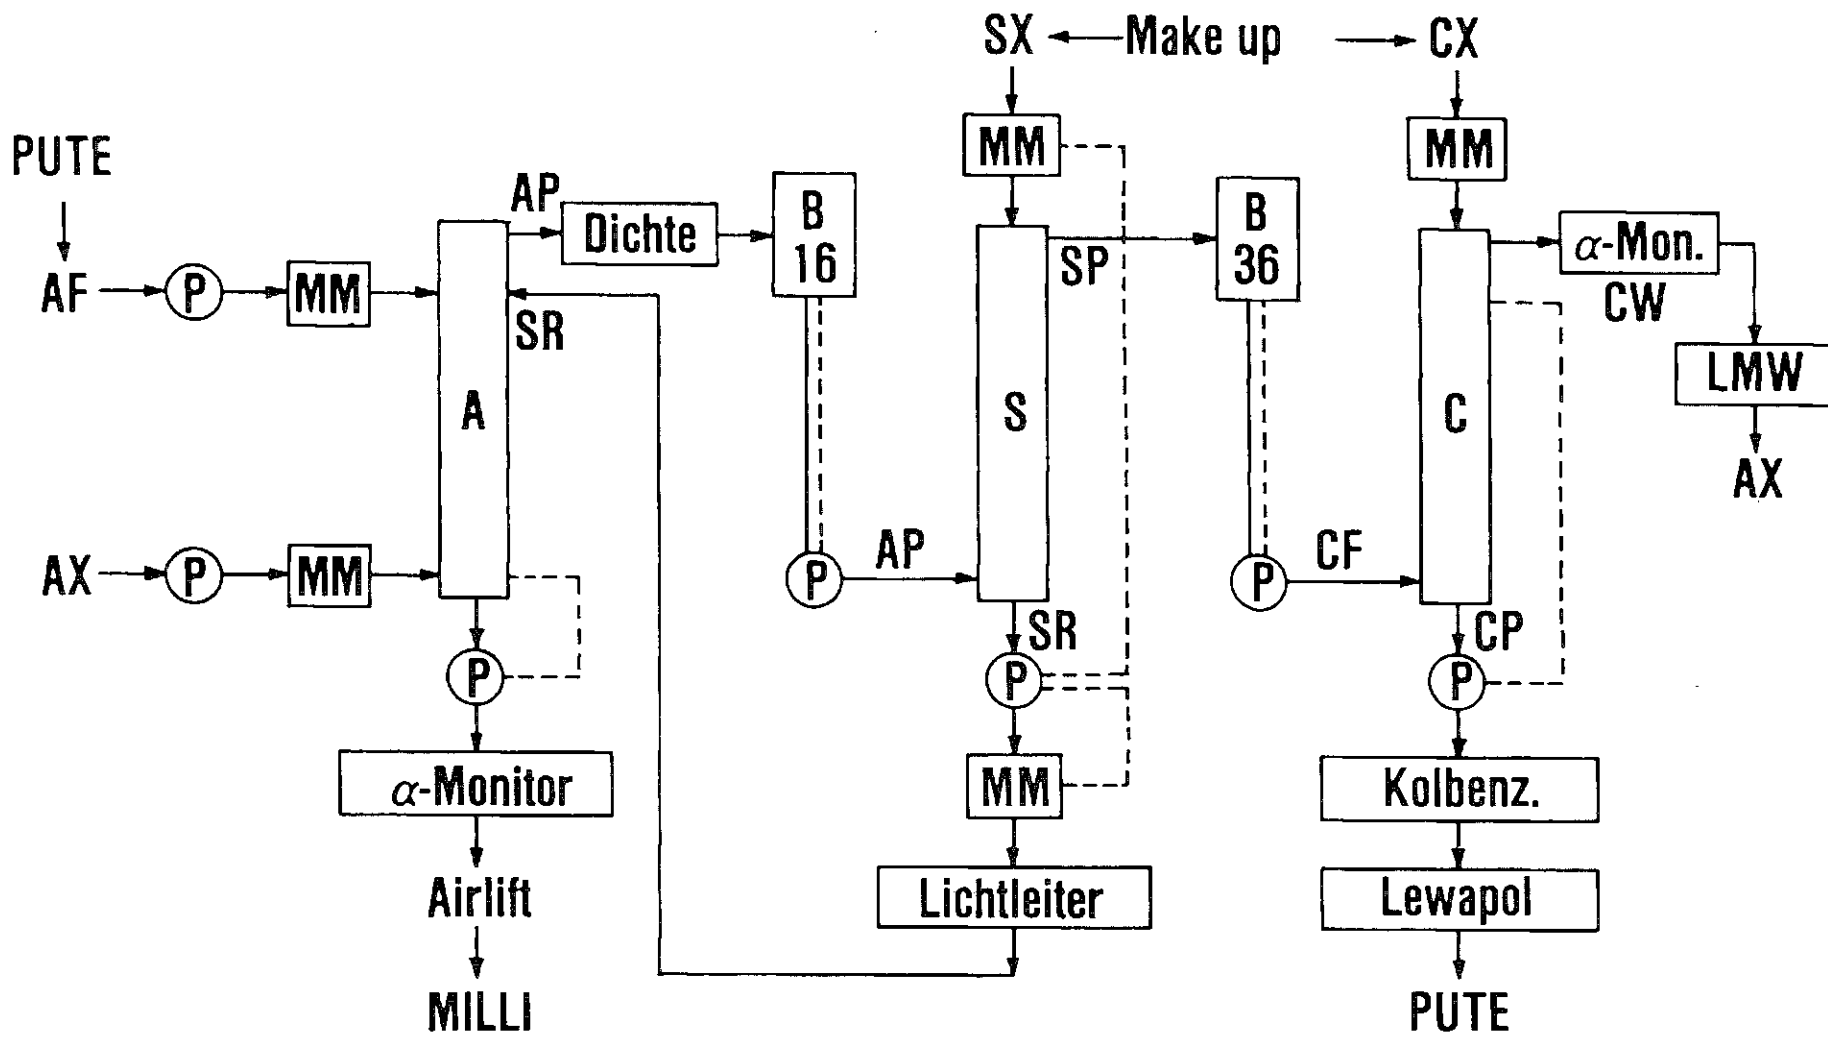 SX
Make up
CX
MM
MM
PUTE
AP
Dichte
B
16
SP
B
36
α-Mon.
CW
AF
P
MM
SR
A
S
C
LMW
AX
AX
P
MM
P
AP
P
CF
SR
CP
P
P
P
α-Monitor
MM
Kolbenz.
Airlift
Lichtleiter
Lewapol
MILLI
PUTE